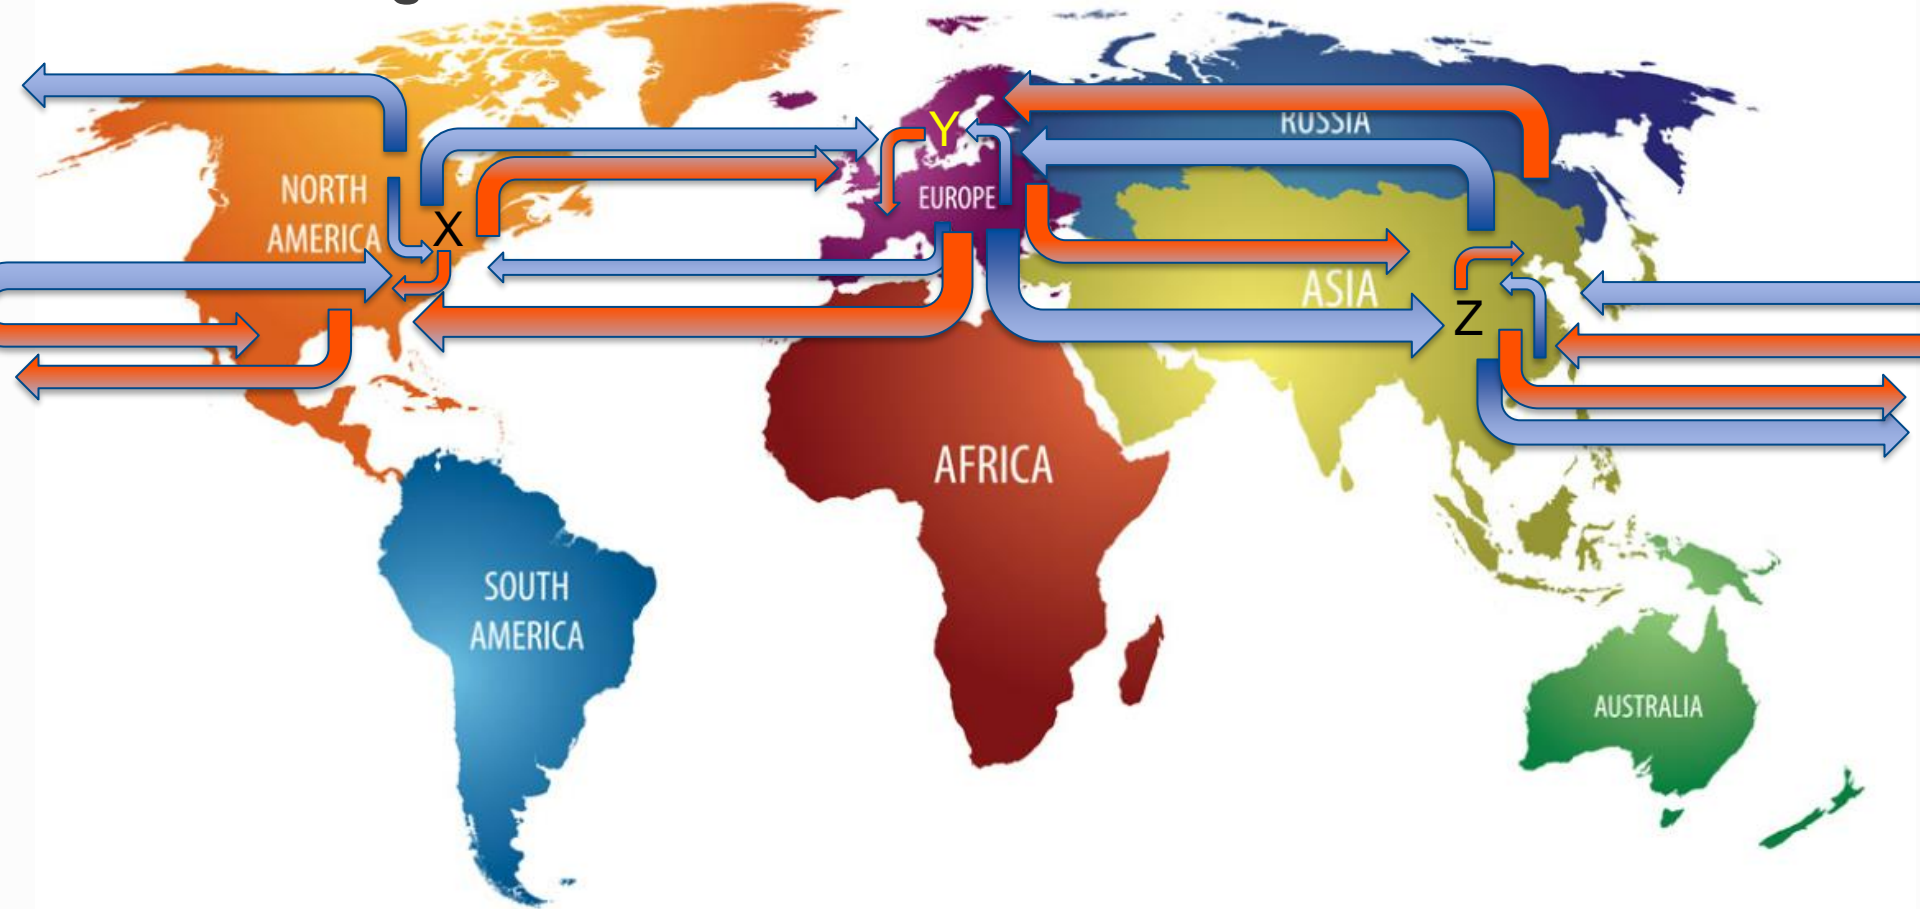 RUSSIA
Y
NORTH
AMERICA
X
EUROPE
ASIA
Z
AFRICA
SOUTH
AMERICA
AUSTRALIA